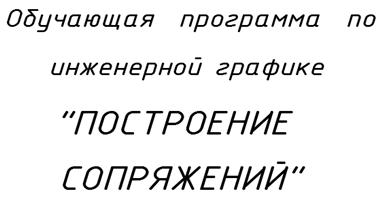 Обучающая программа по
инженерной графике
“ПОСТРОЕНИЕ
СОПРЯЖЕНИЙ”